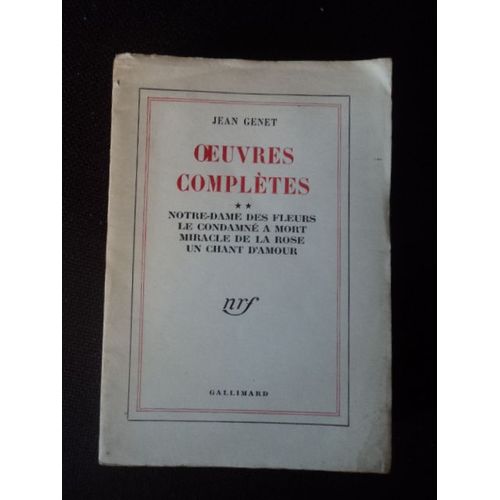 JEAN GENET
ŒUVRES
COMPLÈTES
★★
NOTRE-DAME DES FLEURS
LE CONDAMNÉ A MORT
MIRACLE DE LA ROSE
UN CHANT D'AMOUR
nrf
GALLIMARD